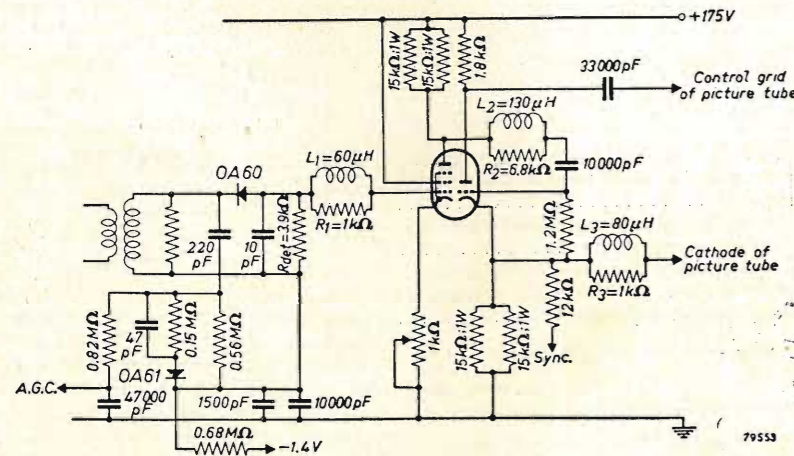 +175V
15kΩ:1W
15kΩ:1W
1.8kΩ
33000pF
Control grid
of picture tube
L2=130μH
R2=6.8kΩ
10000pF
L1=60μH
R1=1kΩ
OA60
220
pF
10
pF
Rdet=3.9kΩ
1.2MΩ
L3=80μH
R3=1kΩ
Cathode of
picture tube
12kΩ
Sync.
1kΩ
15kΩ:1W
15kΩ:1W
0.82MΩ
47
pF
0.15MΩ
0.56MΩ
OA61
A.G.C.
47000
pF
1500pF
10000pF
0.68MΩ
-1.4V
79553